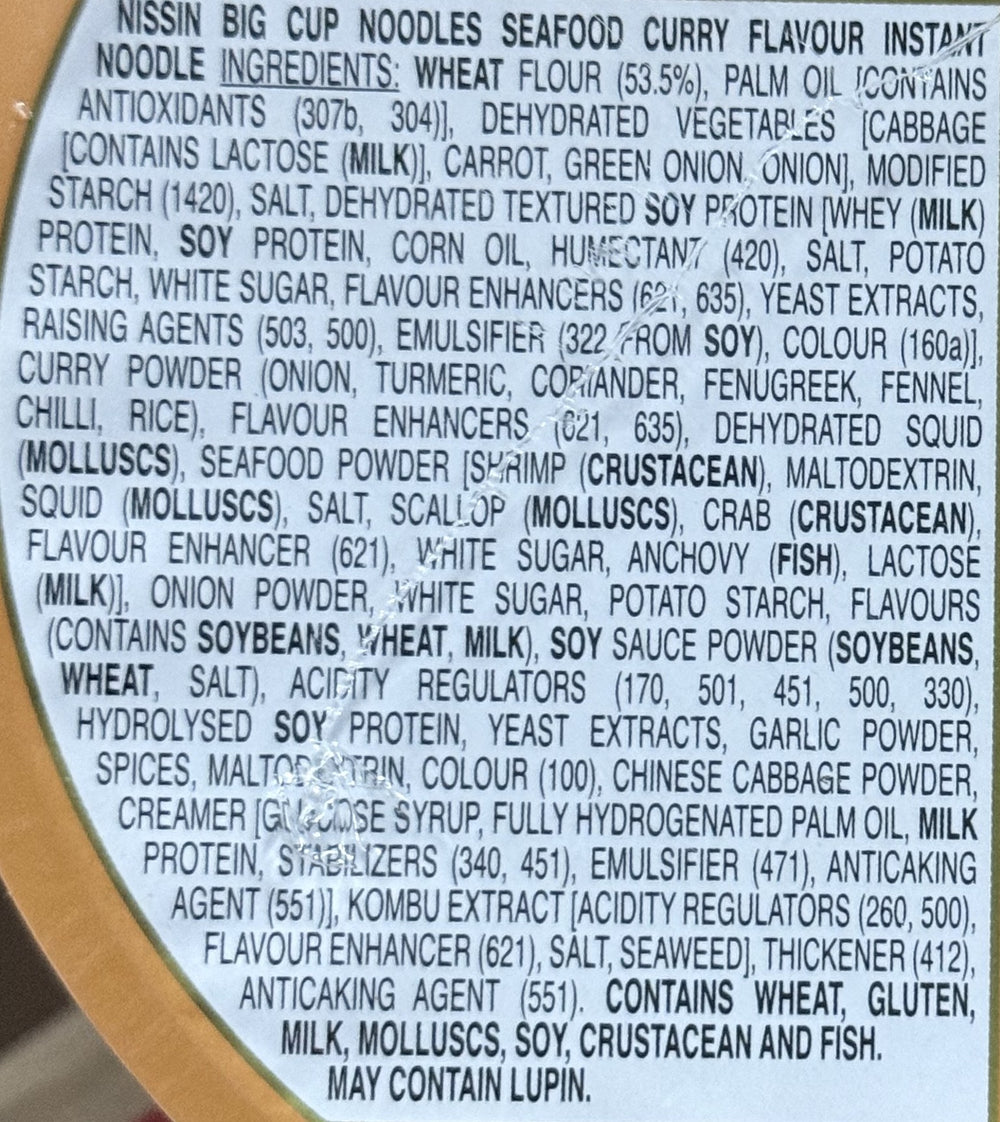 NISSIN BIG CUP NOODLES SEAFOOD CURRY FLAVOUR INSTANT
NOODLE INGREDIENTS: WHEAT FLOUR (53.5%), PALM OIL [CONTAINS
ANTIOXIDANTS (307b, 304)], DEHYDRATED VEGETABLES [CABBAGE
[CONTAINS LACTOSE (MILK)], CARROT, GREEN ONION, ONION], MODIFIED
STARCH (1420), SALT, DEHYDRATED TEXTURED SOY PROTEIN [WHEY (MILK)
PROTEIN, SOY PROTEIN, CORN OIL, HUMECTANT (420), SALT, POTATO
STARCH, WHITE SUGAR, FLAVOUR ENHANCERS (621, 635), YEAST EXTRACTS,
RAISING AGENTS (503, 500), EMULSIFIER (322 FROM SOY), COLOUR (160a)],
CURRY POWDER (ONION, TURMERIC, CORIANDER, FENUGREEK, FENNEL,
CHILLI, RICE), FLAVOUR ENHANCERS (621, 635), DEHYDRATED SQUID
(MOLLUSCS), SEAFOOD POWDER [SHRIMP (CRUSTACEAN), MALTODEXTRIN,
SQUID (MOLLUSCS), SALT, SCALLOP (MOLLUSCS), CRAB (CRUSTACEAN),
FLAVOUR ENHANCER (621), WHITE SUGAR, ANCHOVY (FISH), LACTOSE
(MILK)], ONION POWDER, WHITE SUGAR, POTATO STARCH, FLAVOURS
(CONTAINS SOYBEANS, WHEAT, MILK), SOY SAUCE POWDER (SOYBEANS,
WHEAT, SALT), ACIDITY REGULATORS (170, 501, 451, 500, 330),
HYDROLYSED SOY PROTEIN, YEAST EXTRACTS, GARLIC POWDER,
SPICES, MALTODEXTRIN, COLOUR (100), CHINESE CABBAGE POWDER,
CREAMER [GLUCOSE SYRUP, FULLY HYDROGENATED PALM OIL, MILK
PROTEIN, STABILIZERS (340, 451), EMULSIFIER (471), ANTICAKING
AGENT (551)], KOMBU EXTRACT [ACIDITY REGULATORS (260, 500),
FLAVOUR ENHANCER (621), SALT, SEAWEED], THICKENER (412),
ANTICAKING AGENT (551). CONTAINS WHEAT, GLUTEN,
MILK, MOLLUSCS, SOY, CRUSTACEAN AND FISH.
MAY CONTAIN LUPIN.